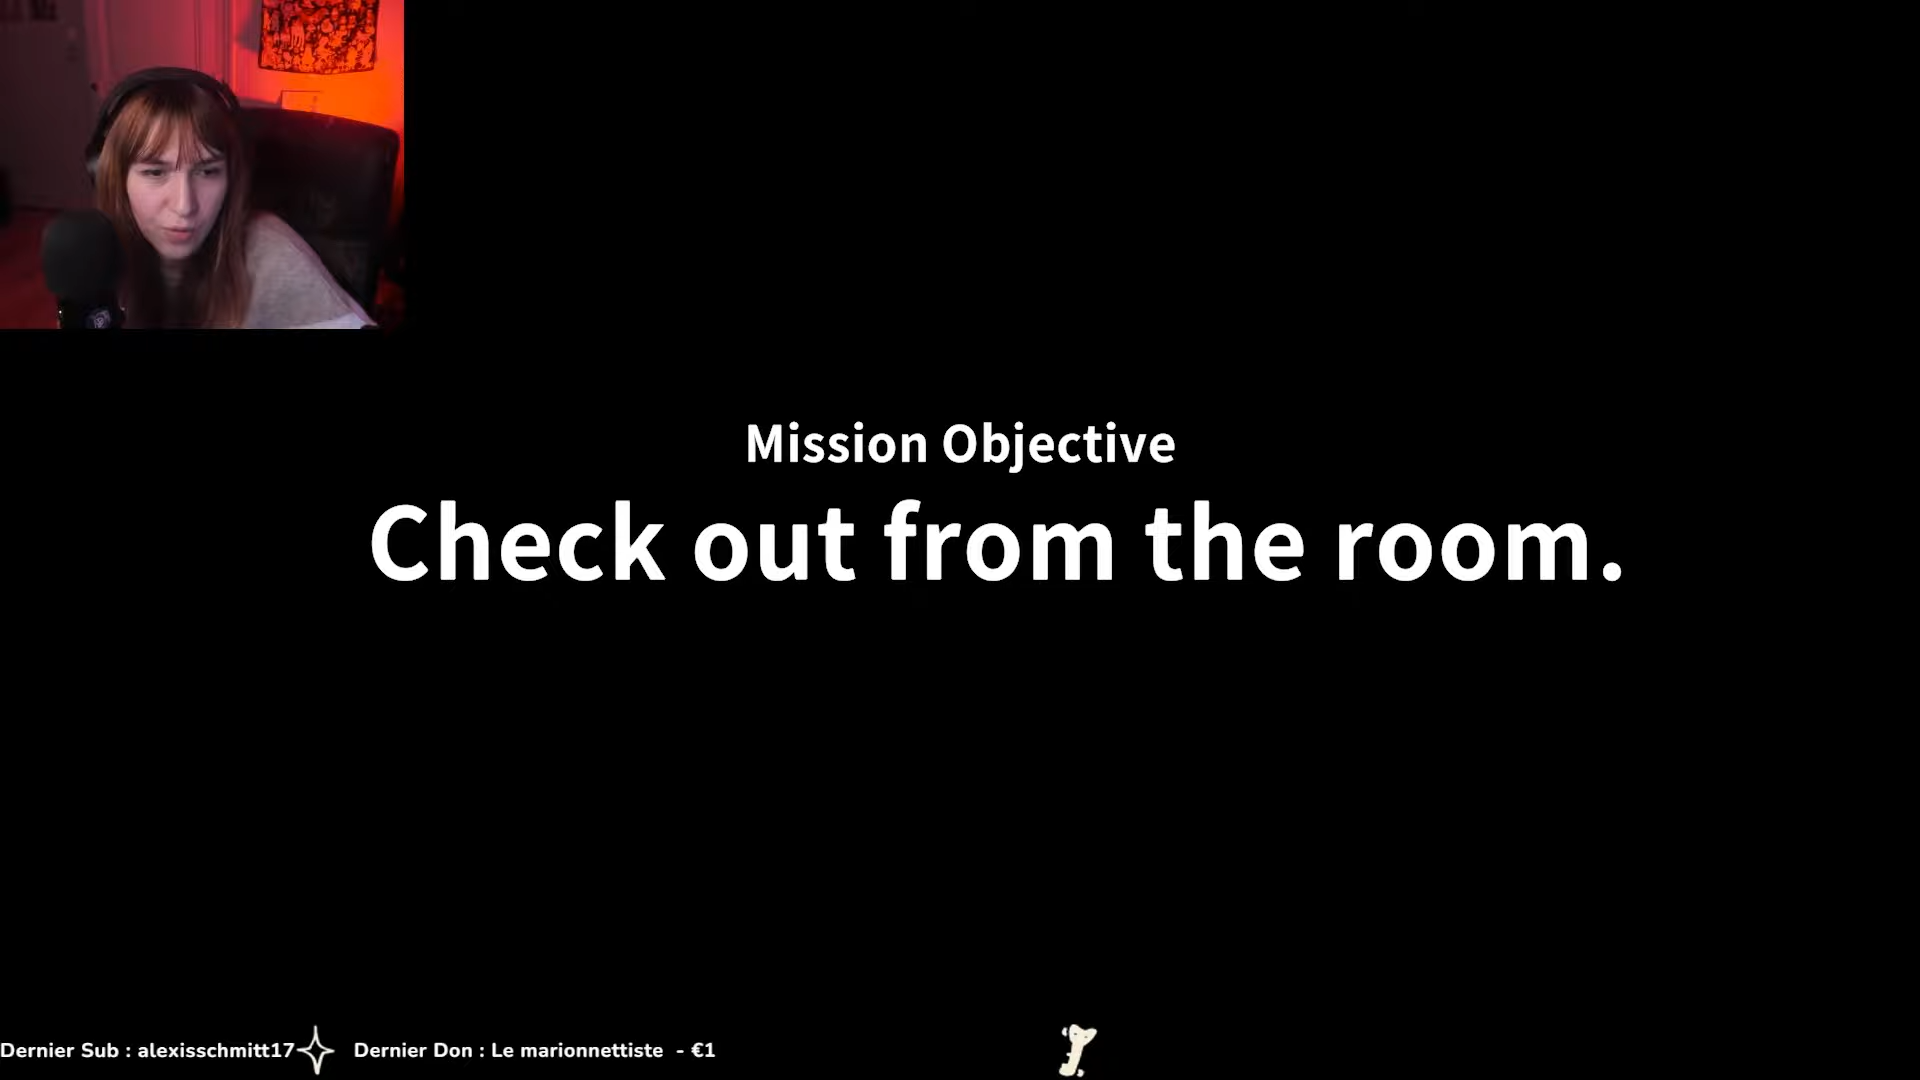 Mission Objective
Check out from the room.
Dernier Sub : alexisschmitt17 Dernier Don : Le marionnettiste - €1